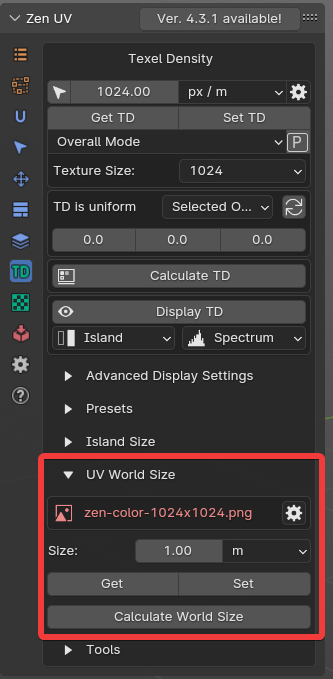 Zen UV Ver. 4.3.1 available!
Texel Density
1024.00 px / m
Get TD Set TD
Overall Mode P
Texture Size: 1024
TD is uniform Selected O...
0.0 0.0 0.0
Calculate TD
Display TD
Island Spectrum
Advanced Display Settings
Presets
Island Size
UV World Size
zen-color-1024x1024.png
Size: 1.00 m
Get Set
Calculate World Size
Tools
U
TD
?